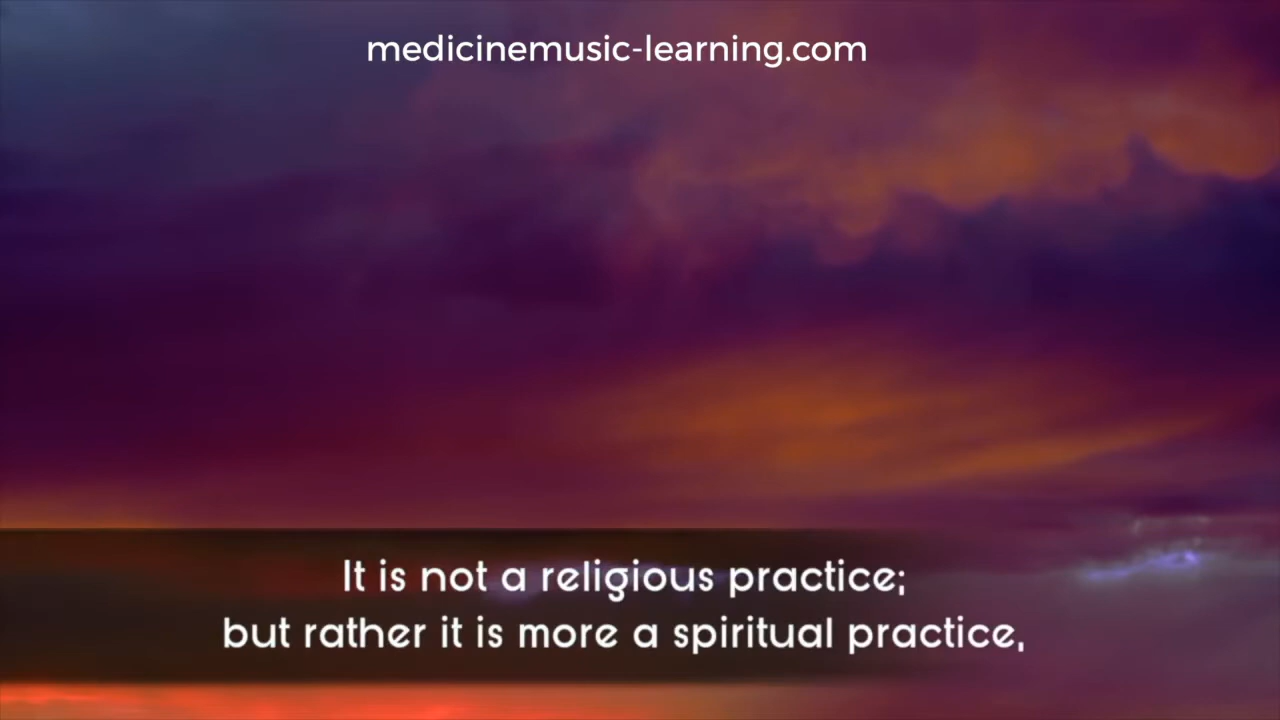 medicinemusic-learning.com
It is not a religious practice;
but rather it is more a spiritual practice,